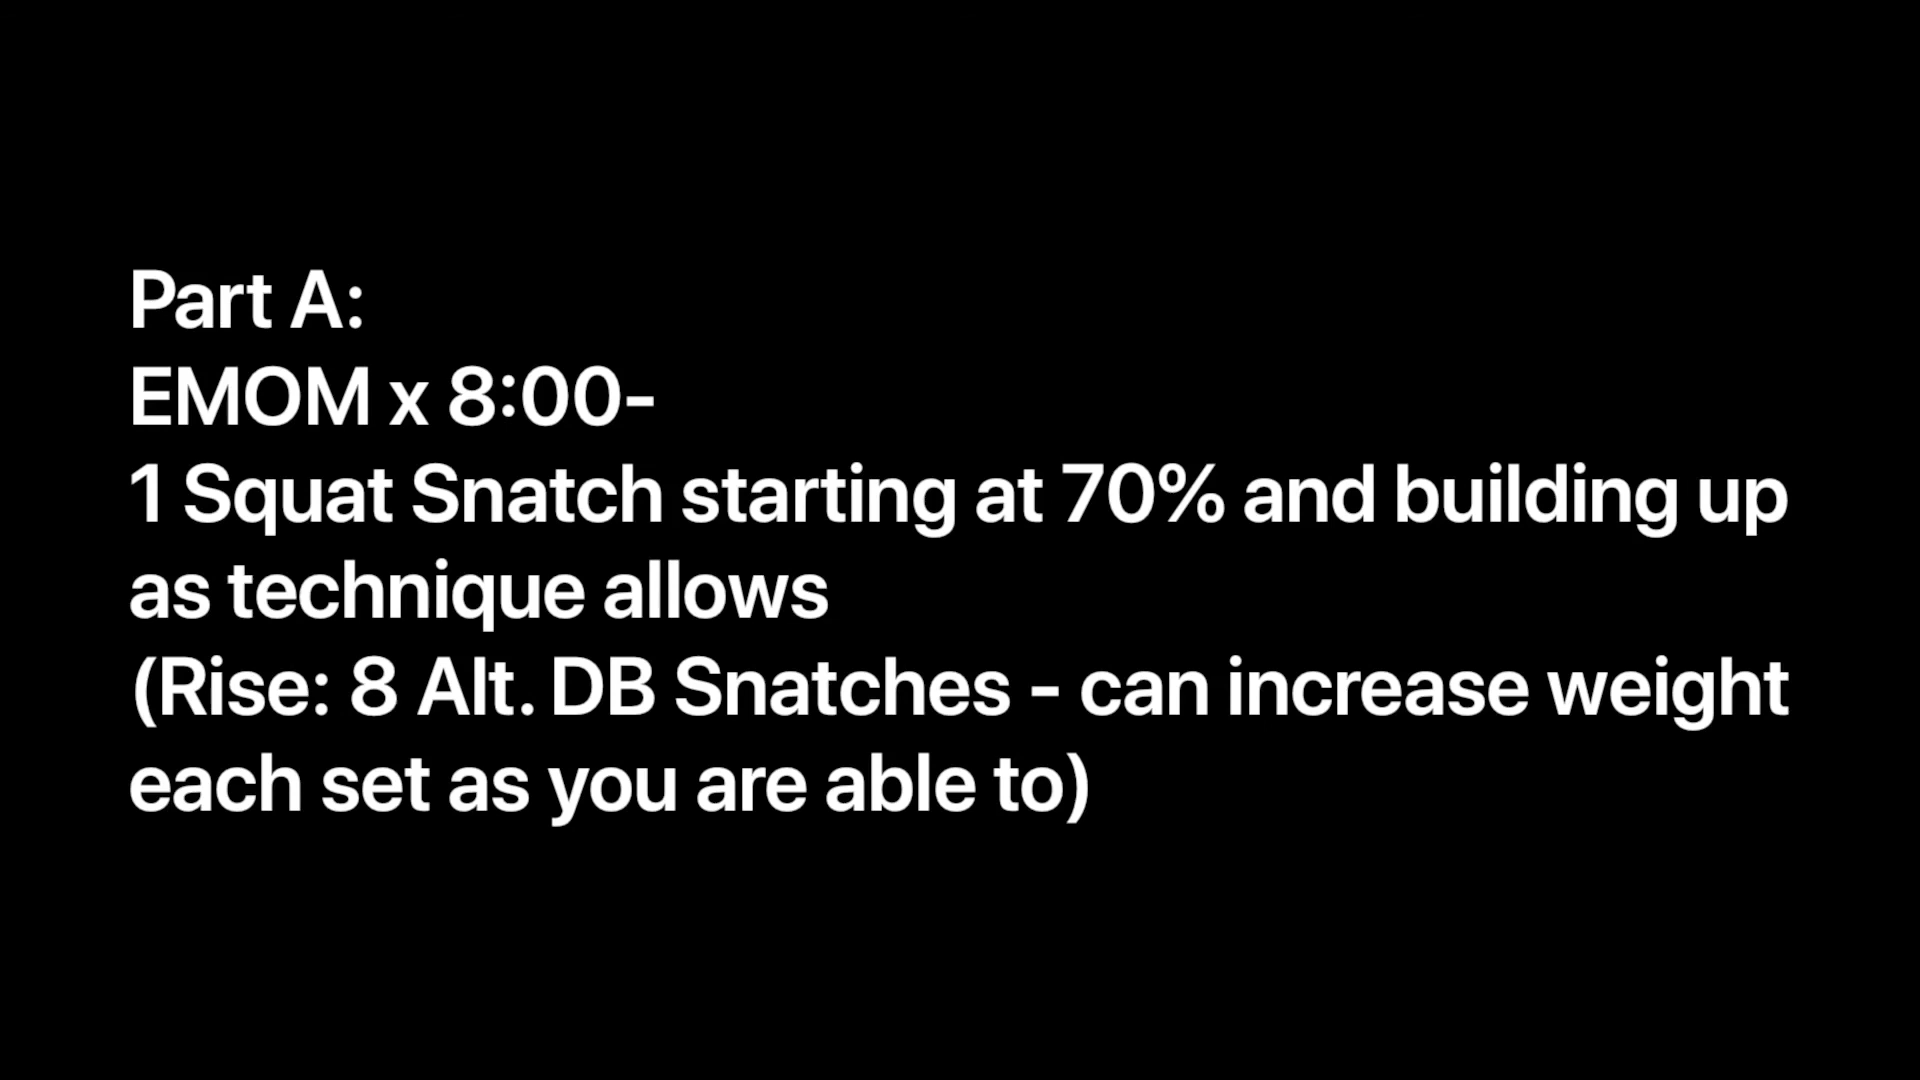 Part A:
EMOM x 8:00-
1 Squat Snatch starting at 70% and building up
as technique allows
(Rise: 8 Alt. DB Snatches - can increase weight
each set as you are able to)